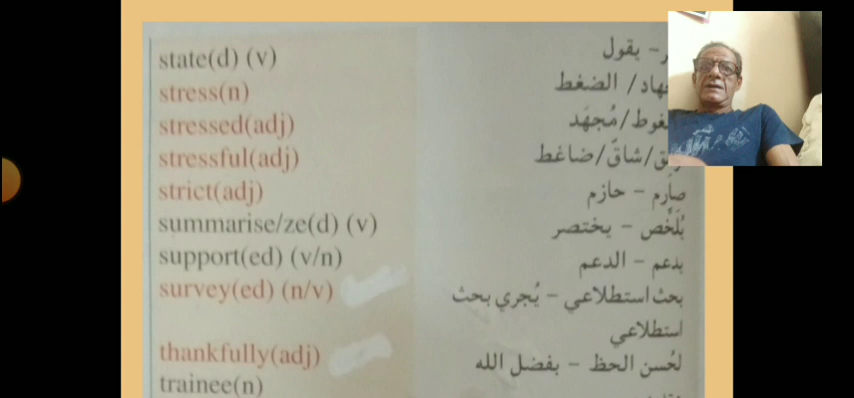 state(d) (v) – يقول
stress(n) / الضغط
stressed(adj) /مُجهَد
stressful(adj) /شاقّ/ضاغط
strict(adj) صارم – حازم
summarise/ze(d) (v) يُلَخَّص – يختصر
support(ed) (v/n) يدعم – الدعم
survey(ed) (n/v) بحث استطلاعي – يُجري بحث
استطلاعي
thankfully(adj) لحُسن الحظ – بفضل الله
trainee(n)